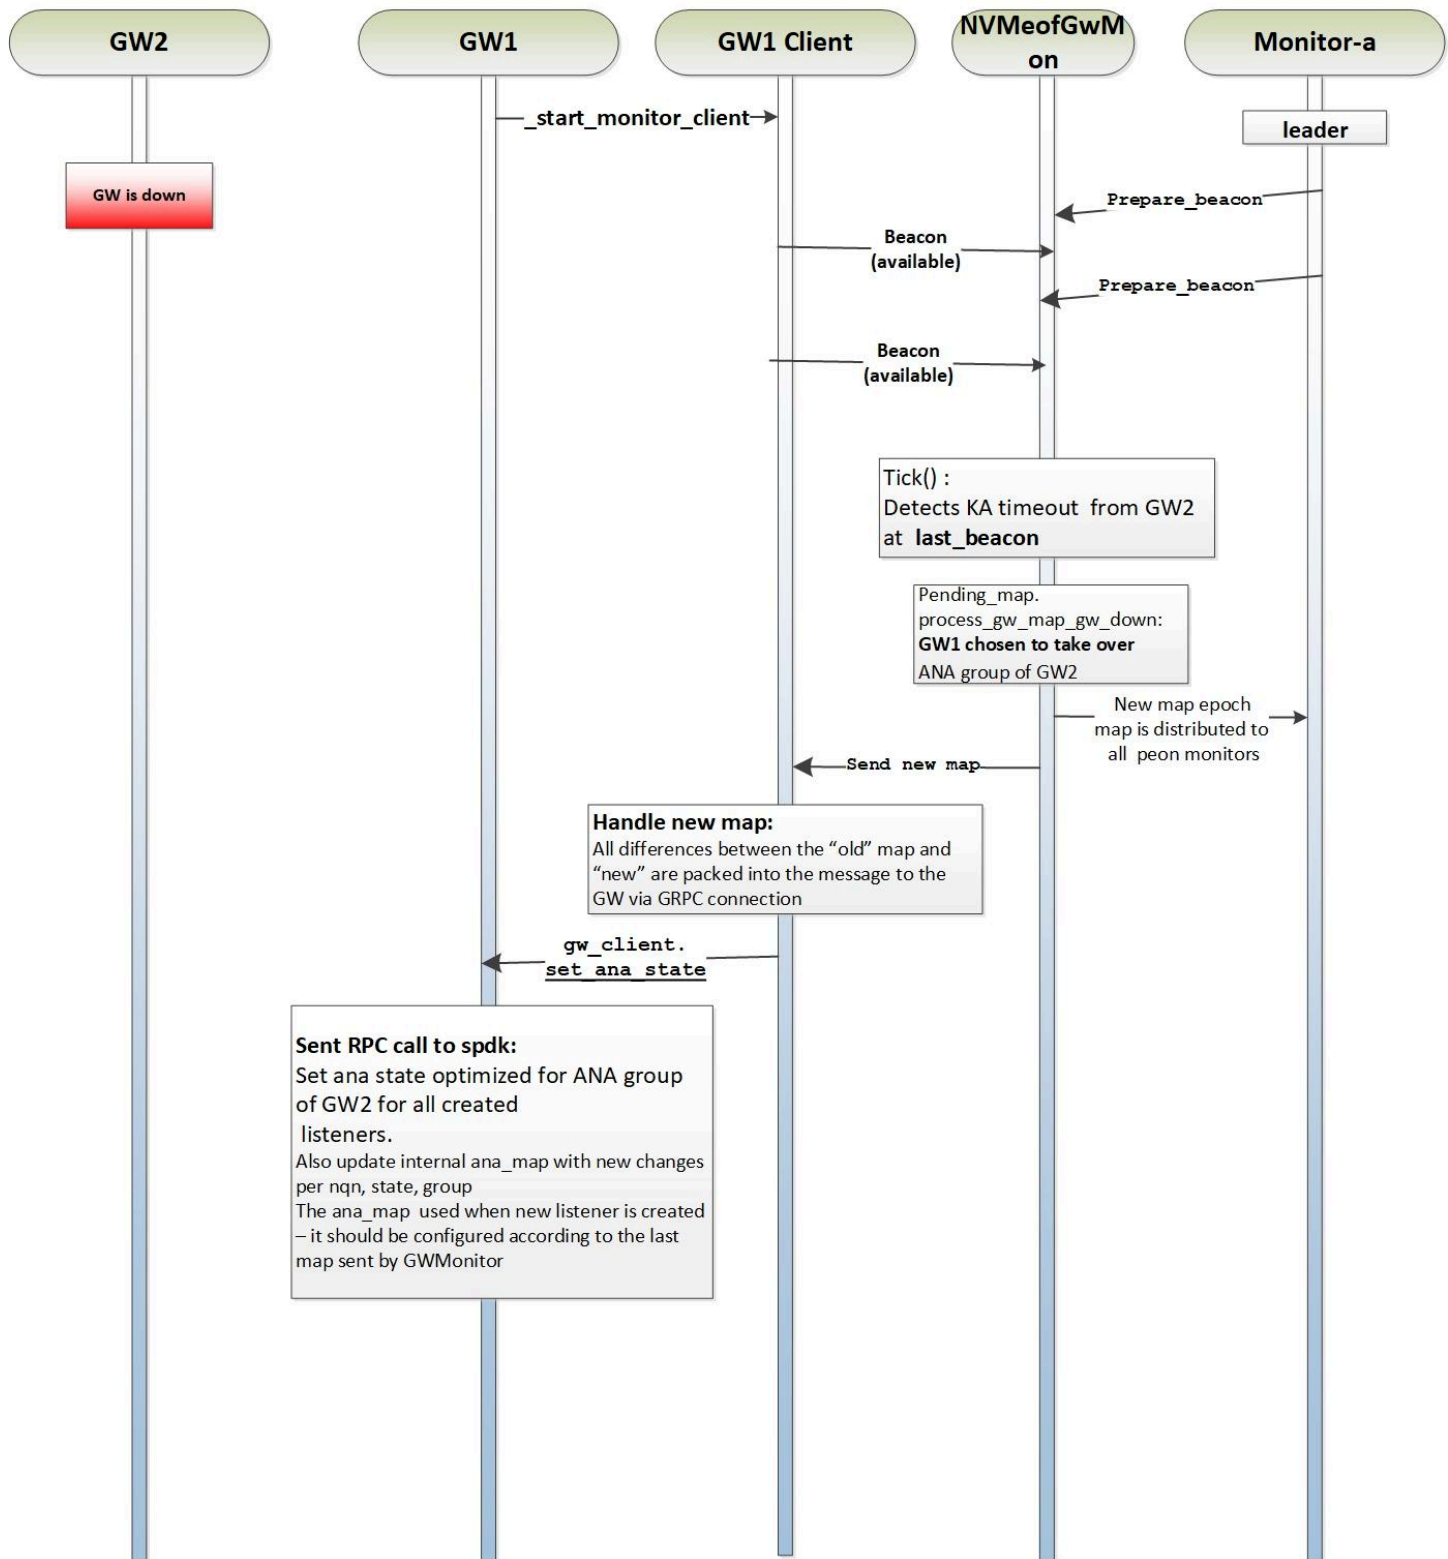 GW2
GW1
GW1 Client
NVMeofGwM
on
Monitor-a
_start_monitor_client
leader
GW is down
Prepare_beacon
Beacon
(available)
Prepare_beacon
Beacon
(available)
Tick() :
Detects KA timeout from GW2
at last_beacon
Pending_map.
process_gw_map_gw_down:
GW1 chosen to take over
ANA group of GW2
New map epoch
map is distributed to
all peon monitors
Send new map
Handle new map:
All differences between the “old” map and
“new” are packed into the message to the
GW via GRPC connection
gw_client.
set_ana_state
Sent RPC call to spdk:
Set ana state optimized for ANA group
of GW2 for all created
listeners.
Also update internal ana_map with new changes
per nqn, state, group
The ana_map used when new listener is created
– it should be configured according to the last
map sent by GWMonitor